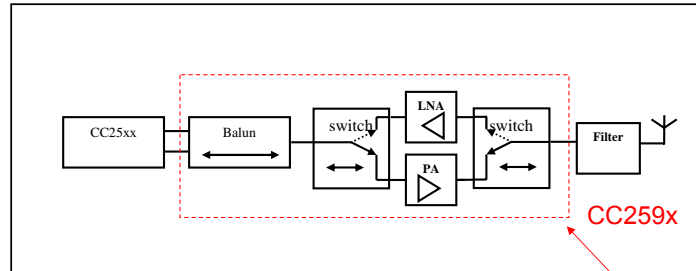 LNA
switch
switch
CC25xx
Balun
Filter
PA
CC259x